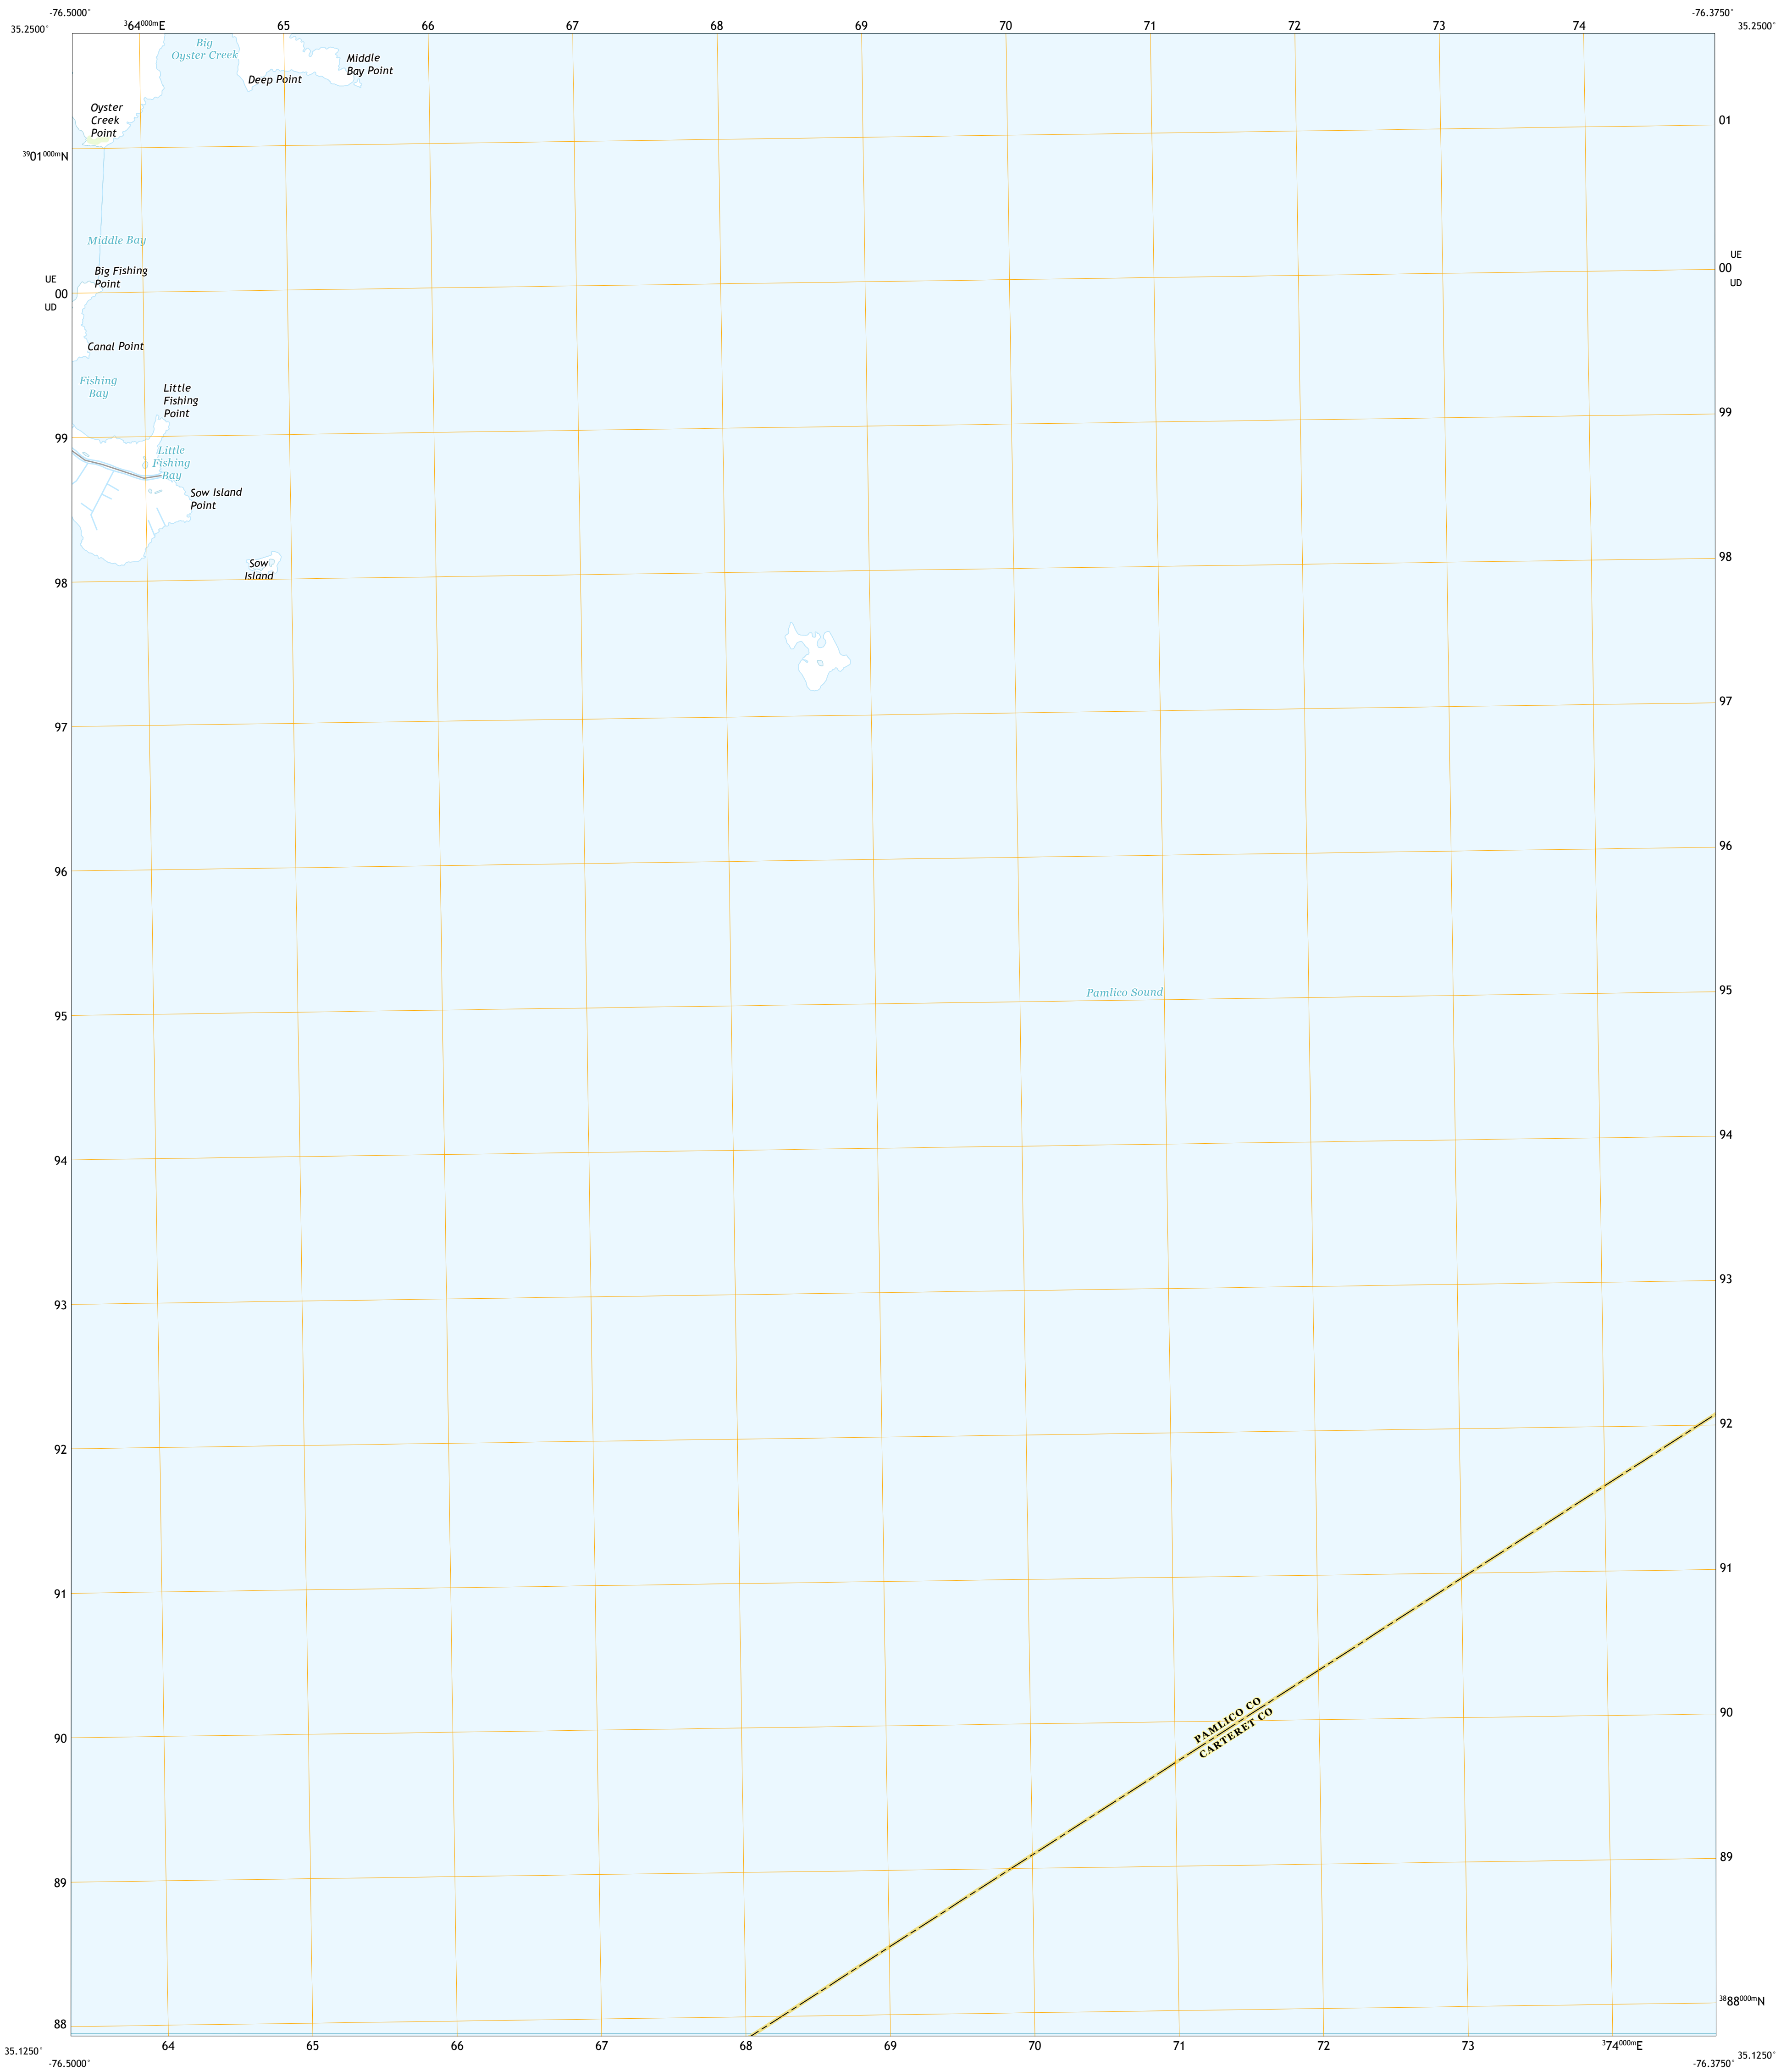 -76.5000°
-76.3750°
35.2500°
³64⁰⁰⁰ᵐE
65
66
67
68
69
70
71
72
73
74
35.2500°
Big
Oyster Creek
Middle
Bay Point
Deep Point
Oyster
Creek
Point
01
³⁹01⁰⁰⁰ᵐN
Middle Bay
UE
00
UD
Big Fishing
Point
UE
00
UD
Canal Point
Fishing
Bay
Little
Fishing
Point
99
99
Little
Fishing
Bay
Sow Island
Point
98
Sow
Island
98
97
97
96
96
Pamlico Sound
95
95
94
94
93
93
92
92
91
91
PAMLICO CO
CARTERET CO
90
90
89
89
³⁸88⁰⁰⁰ᵐN
88
35.1250°
64
65
66
67
68
69
70
71
72
73
³74⁰⁰⁰ᵐE
35.1250°
-76.5000°
-76.3750°